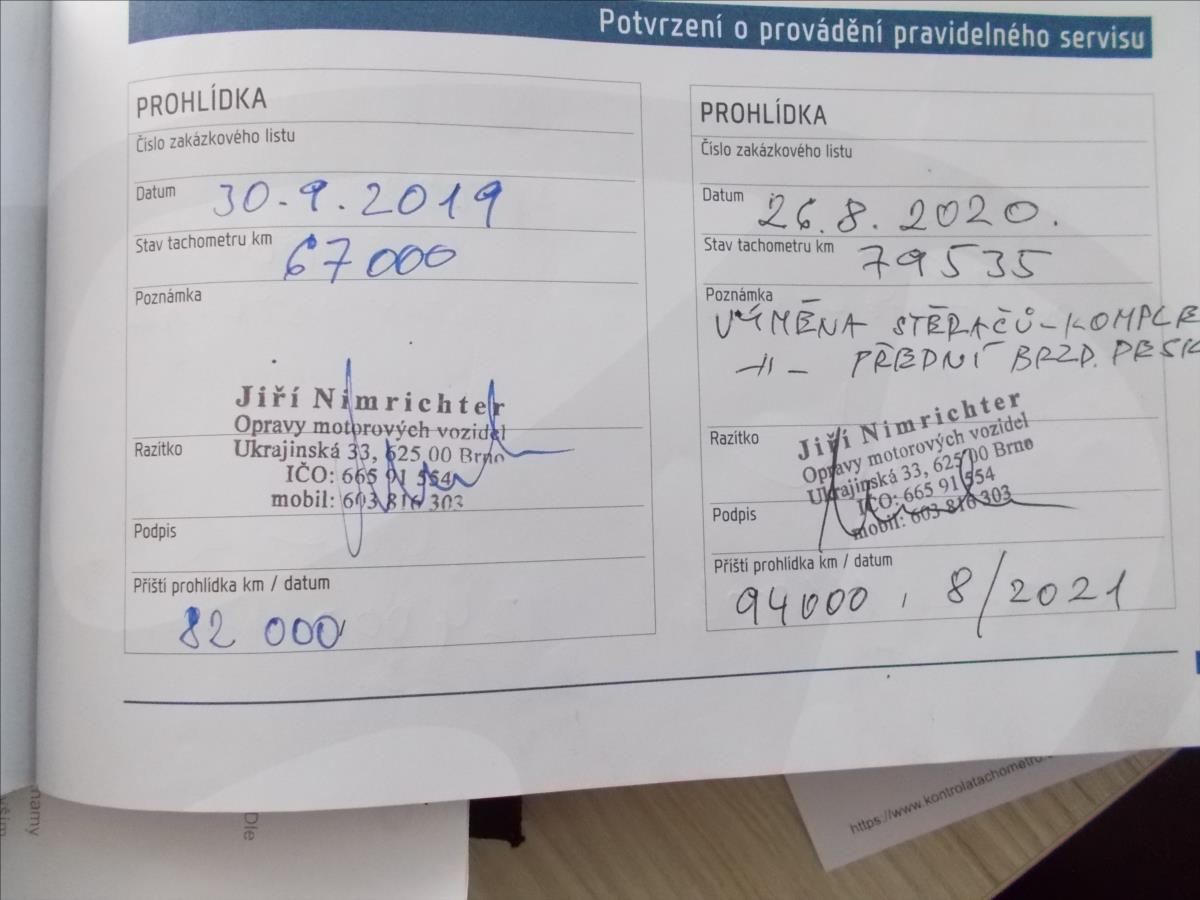 Potvrzení o provádění pravidelného servisu
PROHLÍDKA
Číslo zakázkového listu
Datum 30.9.2019
Stav tachometru km 67000
Poznámka
Jiří Nimrichter
Opravy motorových vozidel
Razítko
Ukrajinská 33, 625 00 Brno
IČO: 665 91 554
mobil: 603 816 303
Podpis
Příští prohlídka km / datum
82 000
PROHLÍDKA
Číslo zakázkového listu
Datum 26.8.2020.
Stav tachometru km 79535
Poznámka
VÝMĚNA STĚRAČŮ - KOMPLE
-11- PŘEDNÍ BRZD. DESK
Jiří Nimrichter
Opravy motorových vozidel
Razítko
Ukrajinská 33, 625 00 Brno
IČO: 665 91 554
mobil: 603 816 303
Podpis
Příští prohlídka km / datum
94000, 8/2021
https://www.kontrolatachometru.
Dle